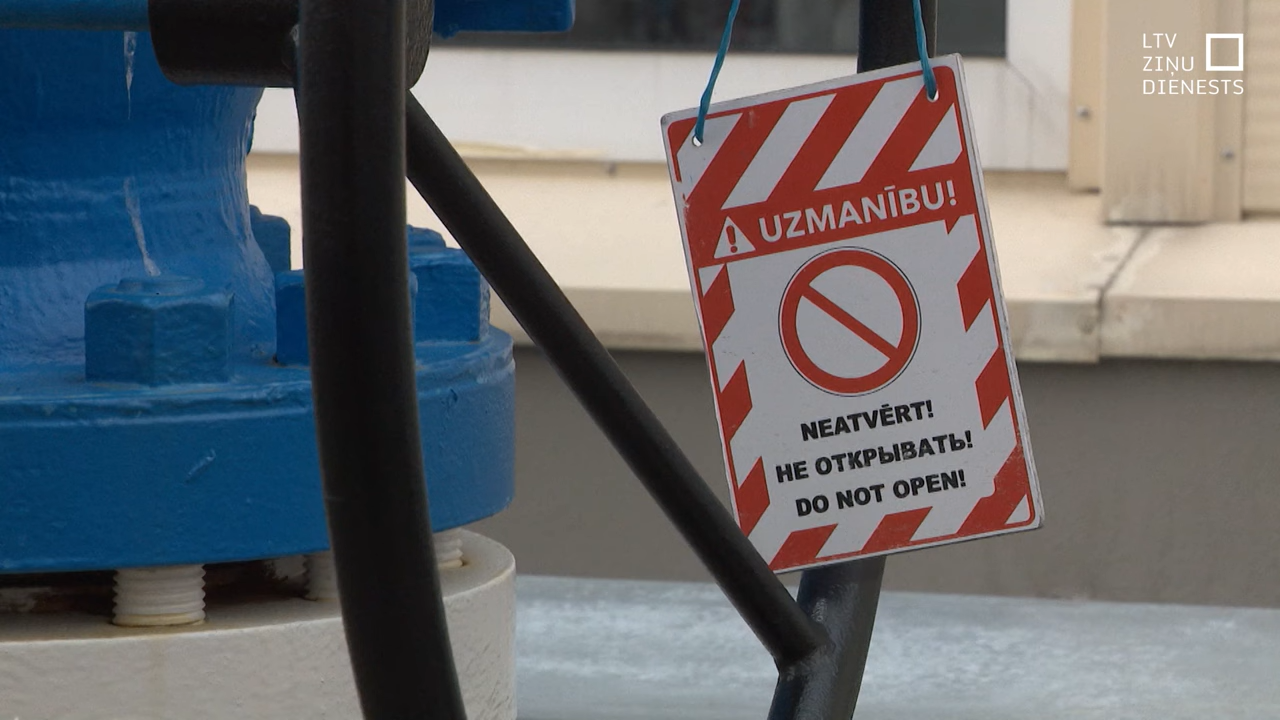 LTV
ZIŅU
DIENESTS
UZMANĪBU!
NEATVĒRT!
НЕ ОТКРЫВАТЬ!
DO NOT OPEN!